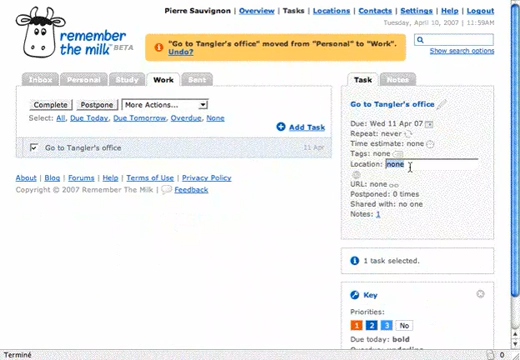 Pierre Sauvignon | Overview | Tasks | Locations | Contacts | Settings | Help | Logout
Tuesday, April 10, 2007 | 11:59AM
remember
the milk BETA
"Go to Tangler's office" moved from "Personal" to "Work".
Undo?
Show search options
Inbox Personal Study Work Sent
Complete Postpone More Actions...
Select: All, Due Today, Due Tomorrow, Overdue, None
Add Task
Go to Tangler's office 11 Apr
About | Blog | Forums | Help | Terms of Use | Privacy Policy
Copyright © 2007 Remember The Milk | Feedback
Task Notes
Go to Tangler's office
Due: Wed 11 Apr 07
Repeat: never
Time estimate: none
Tags: none
Location: none
URL: none
Postponed: 0 times
Shared with: no one
Notes: 1
1 task selected.
Key
Priorities:
1 2 3 No
Due today: bold
Terminé 0